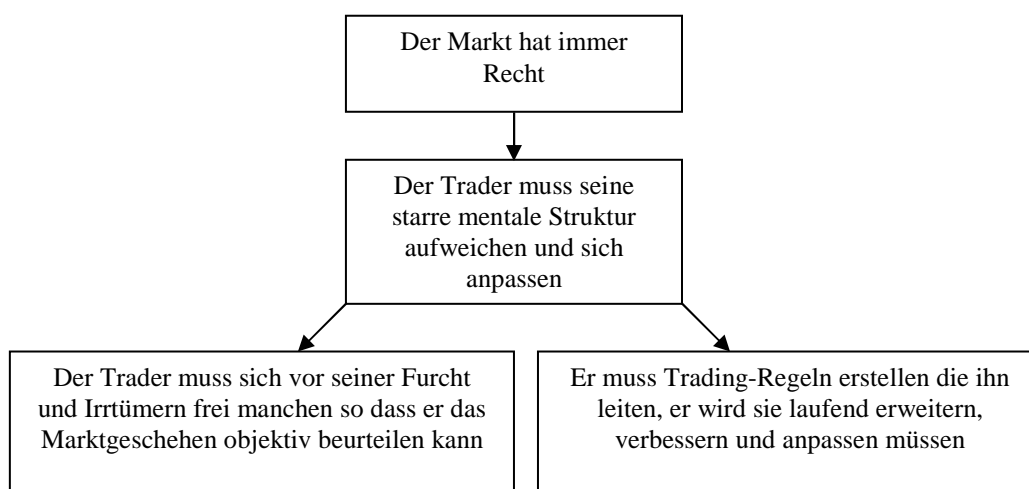 Der Markt hat immer
Recht
Der Trader muss seine
starre mentale Struktur
aufweichen und sich
anpassen
Der Trader muss sich vor seiner Furcht
und Irrtümern frei manchen so dass er das
Marktgeschehen objektiv beurteilen kann
Er muss Trading-Regeln erstellen die ihn
leiten, er wird sie laufend erweitern,
verbessern und anpassen müssen